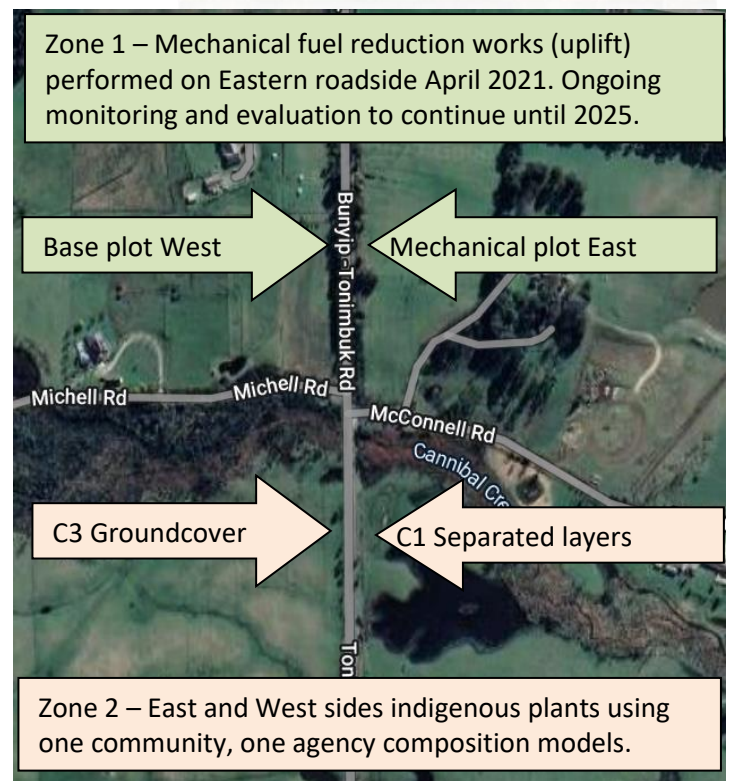 Zone 1 – Mechanical fuel reduction works (uplift)
performed on Eastern roadside April 2021. Ongoing
monitoring and evaluation to continue until 2025.
Bunyip-Tonimbuk Rd
Base plot West
Mechanical plot East
Michell Rd
Michell Rd
McConnell Rd
Cannibal Cre
C3 Groundcover
C1 Separated layers
Ton
Zone 2 – East and West sides indigenous plants using
one community, one agency composition models.